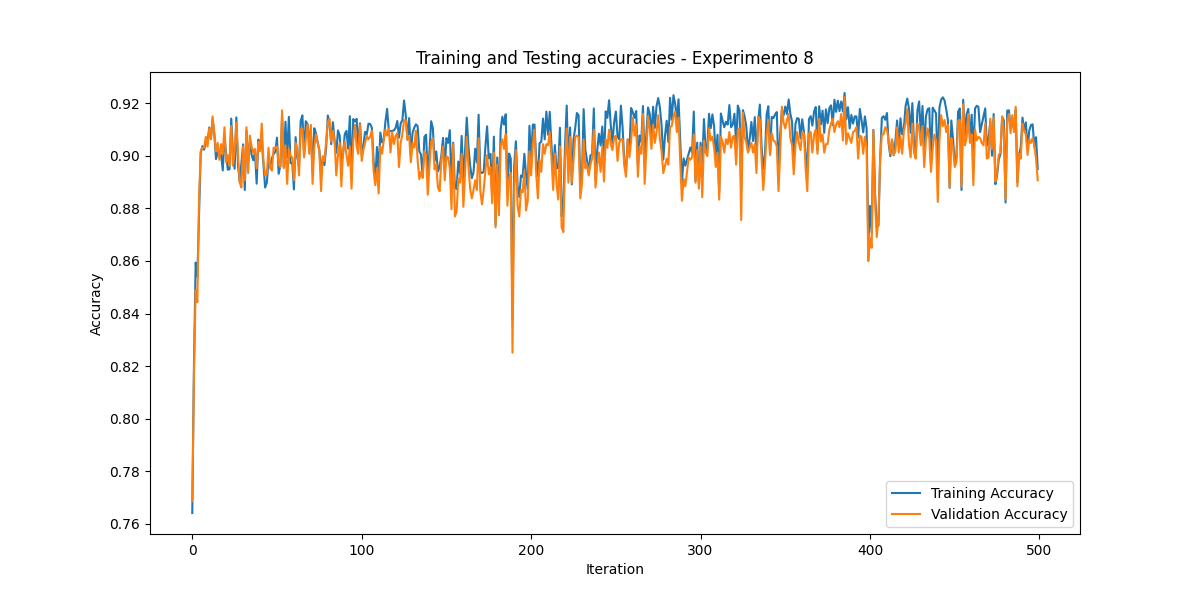 Training and Testing accuracies - Experimento 8
0.92
0.90
0.88
0.86
0.84
0.82
0.80
0.78
0.76
Accuracy
0 100 200 300 400 500
Iteration
Training Accuracy
Validation Accuracy